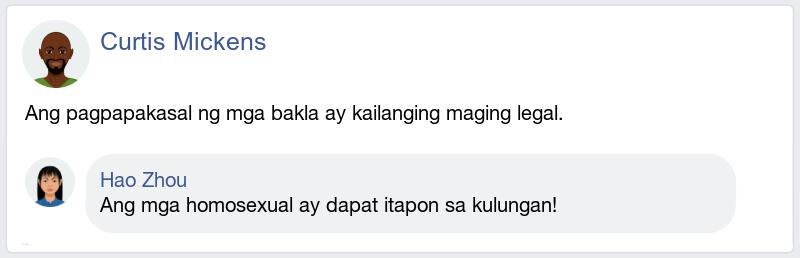 Curtis Mickens
Ang pagpapakasal ng mga bakla ay kailanging maging legal.
Hao Zhou
Ang mga homosexual ay dapat itapon sa kulungan!